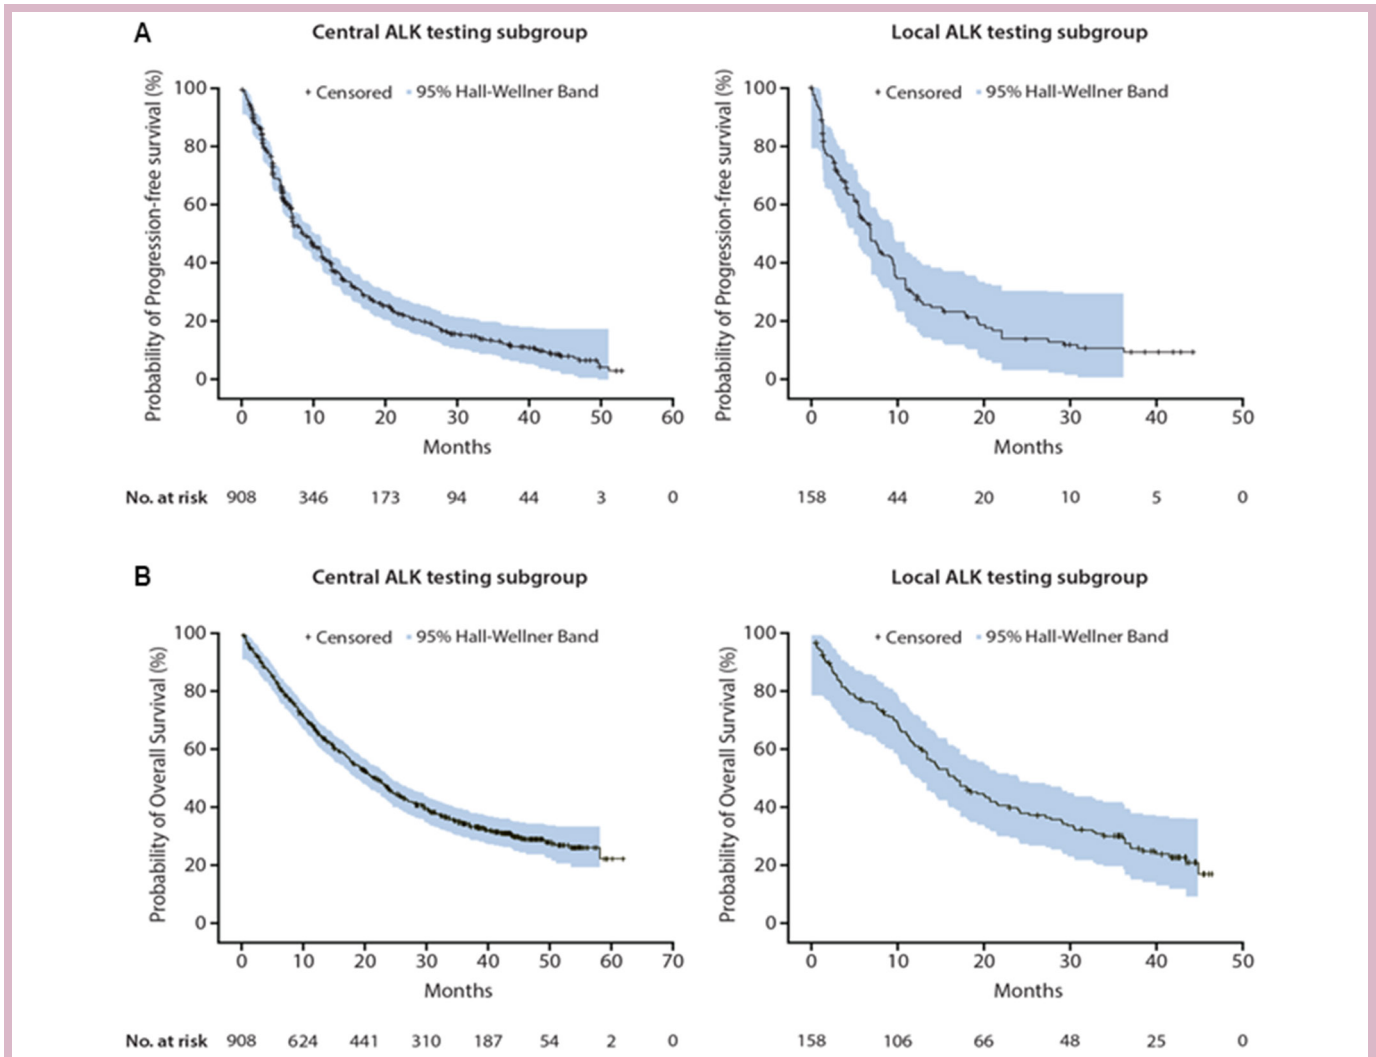 A
Central ALK testing subgroup
Local ALK testing subgroup
Probability of Progression-free survival (%)
+ Censored 95% Hall-Wellner Band
100
80
60
40
20
0
0 10 20 30 40 50 60
Months
Probability of Progression-free survival (%)
+ Censored 95% Hall-Wellner Band
100
80
60
40
20
0
0 10 20 30 40 50
Months
No. at risk 908 346 173 94 44 3 0
158 44 20 10 5 0
B
Central ALK testing subgroup
Local ALK testing subgroup
Probability of Overall Survival (%)
+ Censored 95% Hall-Wellner Band
100
80
60
40
20
0
0 10 20 30 40 50 60 70
Months
Probability of Overall Survival (%)
+ Censored 95% Hall-Wellner Band
100
80
60
40
20
0
0 10 20 30 40 50
Months
No. at risk 908 624 441 310 187 54 2 0
158 106 66 48 25 0